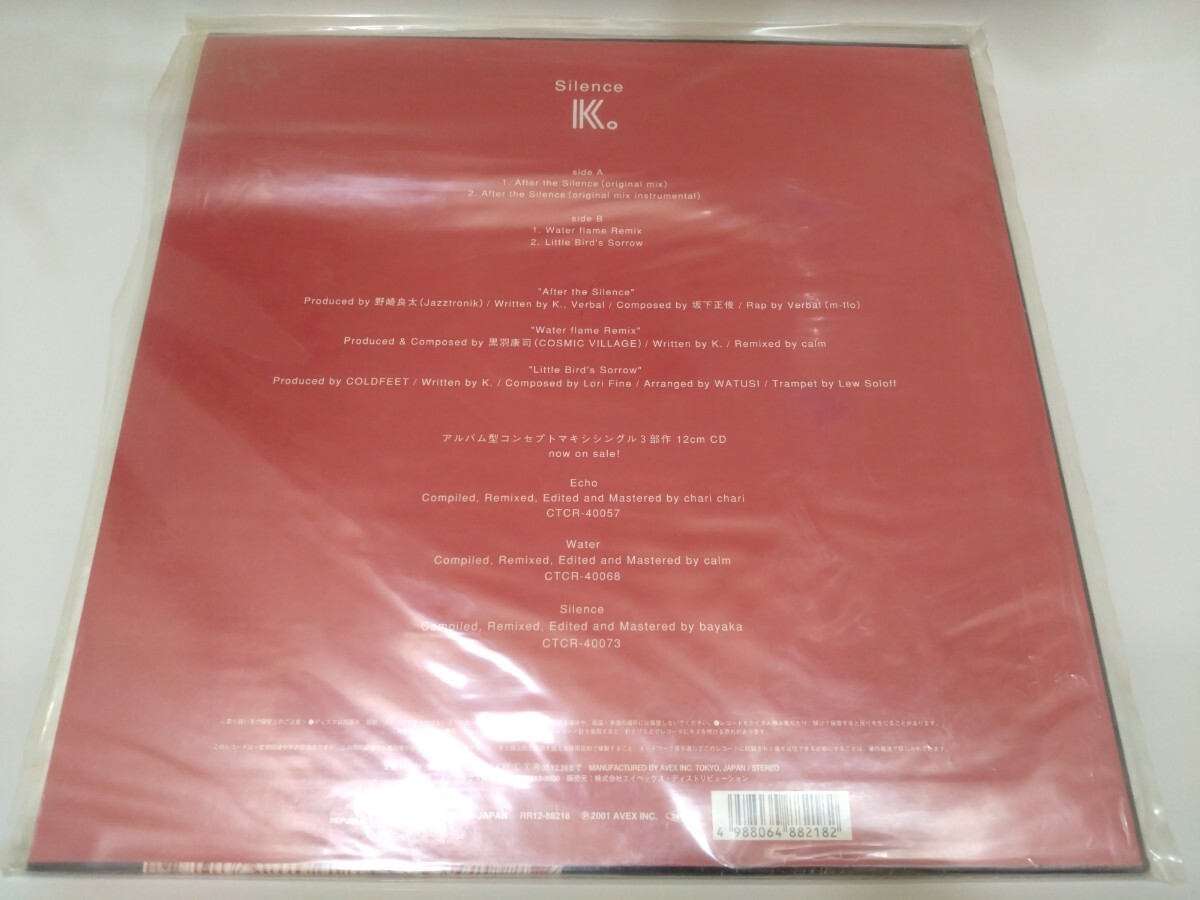 Silence
K。
side A
1. After the Silence (original mix)
2. After the Silence (original mix instrumental)
side B
1. Water flame Remix
2. Little Bird's Sorrow
"After the Silence"
Produced by 野崎良太 (Jazztronik) / Written by K., Verbal / Composed by 坂下正俊 / Rap by Verbal (m-flo)
"Water flame Remix"
Produced & Composed by 黒羽康司 (COSMIC VILLAGE) / Written by K. / Remixed by calm
"Little Bird's Sorrow"
Produced by COLDFEET / Written by K. / Composed by Lori Fine / Arranged by WATUSI / Trampet by Lew Soloff
アルバム型コンセプトマキシシングル3部作 12cm CD
now on sale!
Echo
Compiled, Remixed, Edited and Mastered by chari chari
CTCR-40057
Water
Compiled, Remixed, Edited and Mastered by calm
CTCR-40068
Silence
Compiled, Remixed, Edited and Mastered by bayaka
CTCR-40073
MANUFACTURED BY AVEX INC. TOKYO, JAPAN / STEREO
販売元:株式会社エイベックス・ディストリビューション
JAPAN RR12-88218 ℗ 2001 AVEX INC.
4 988064 882182